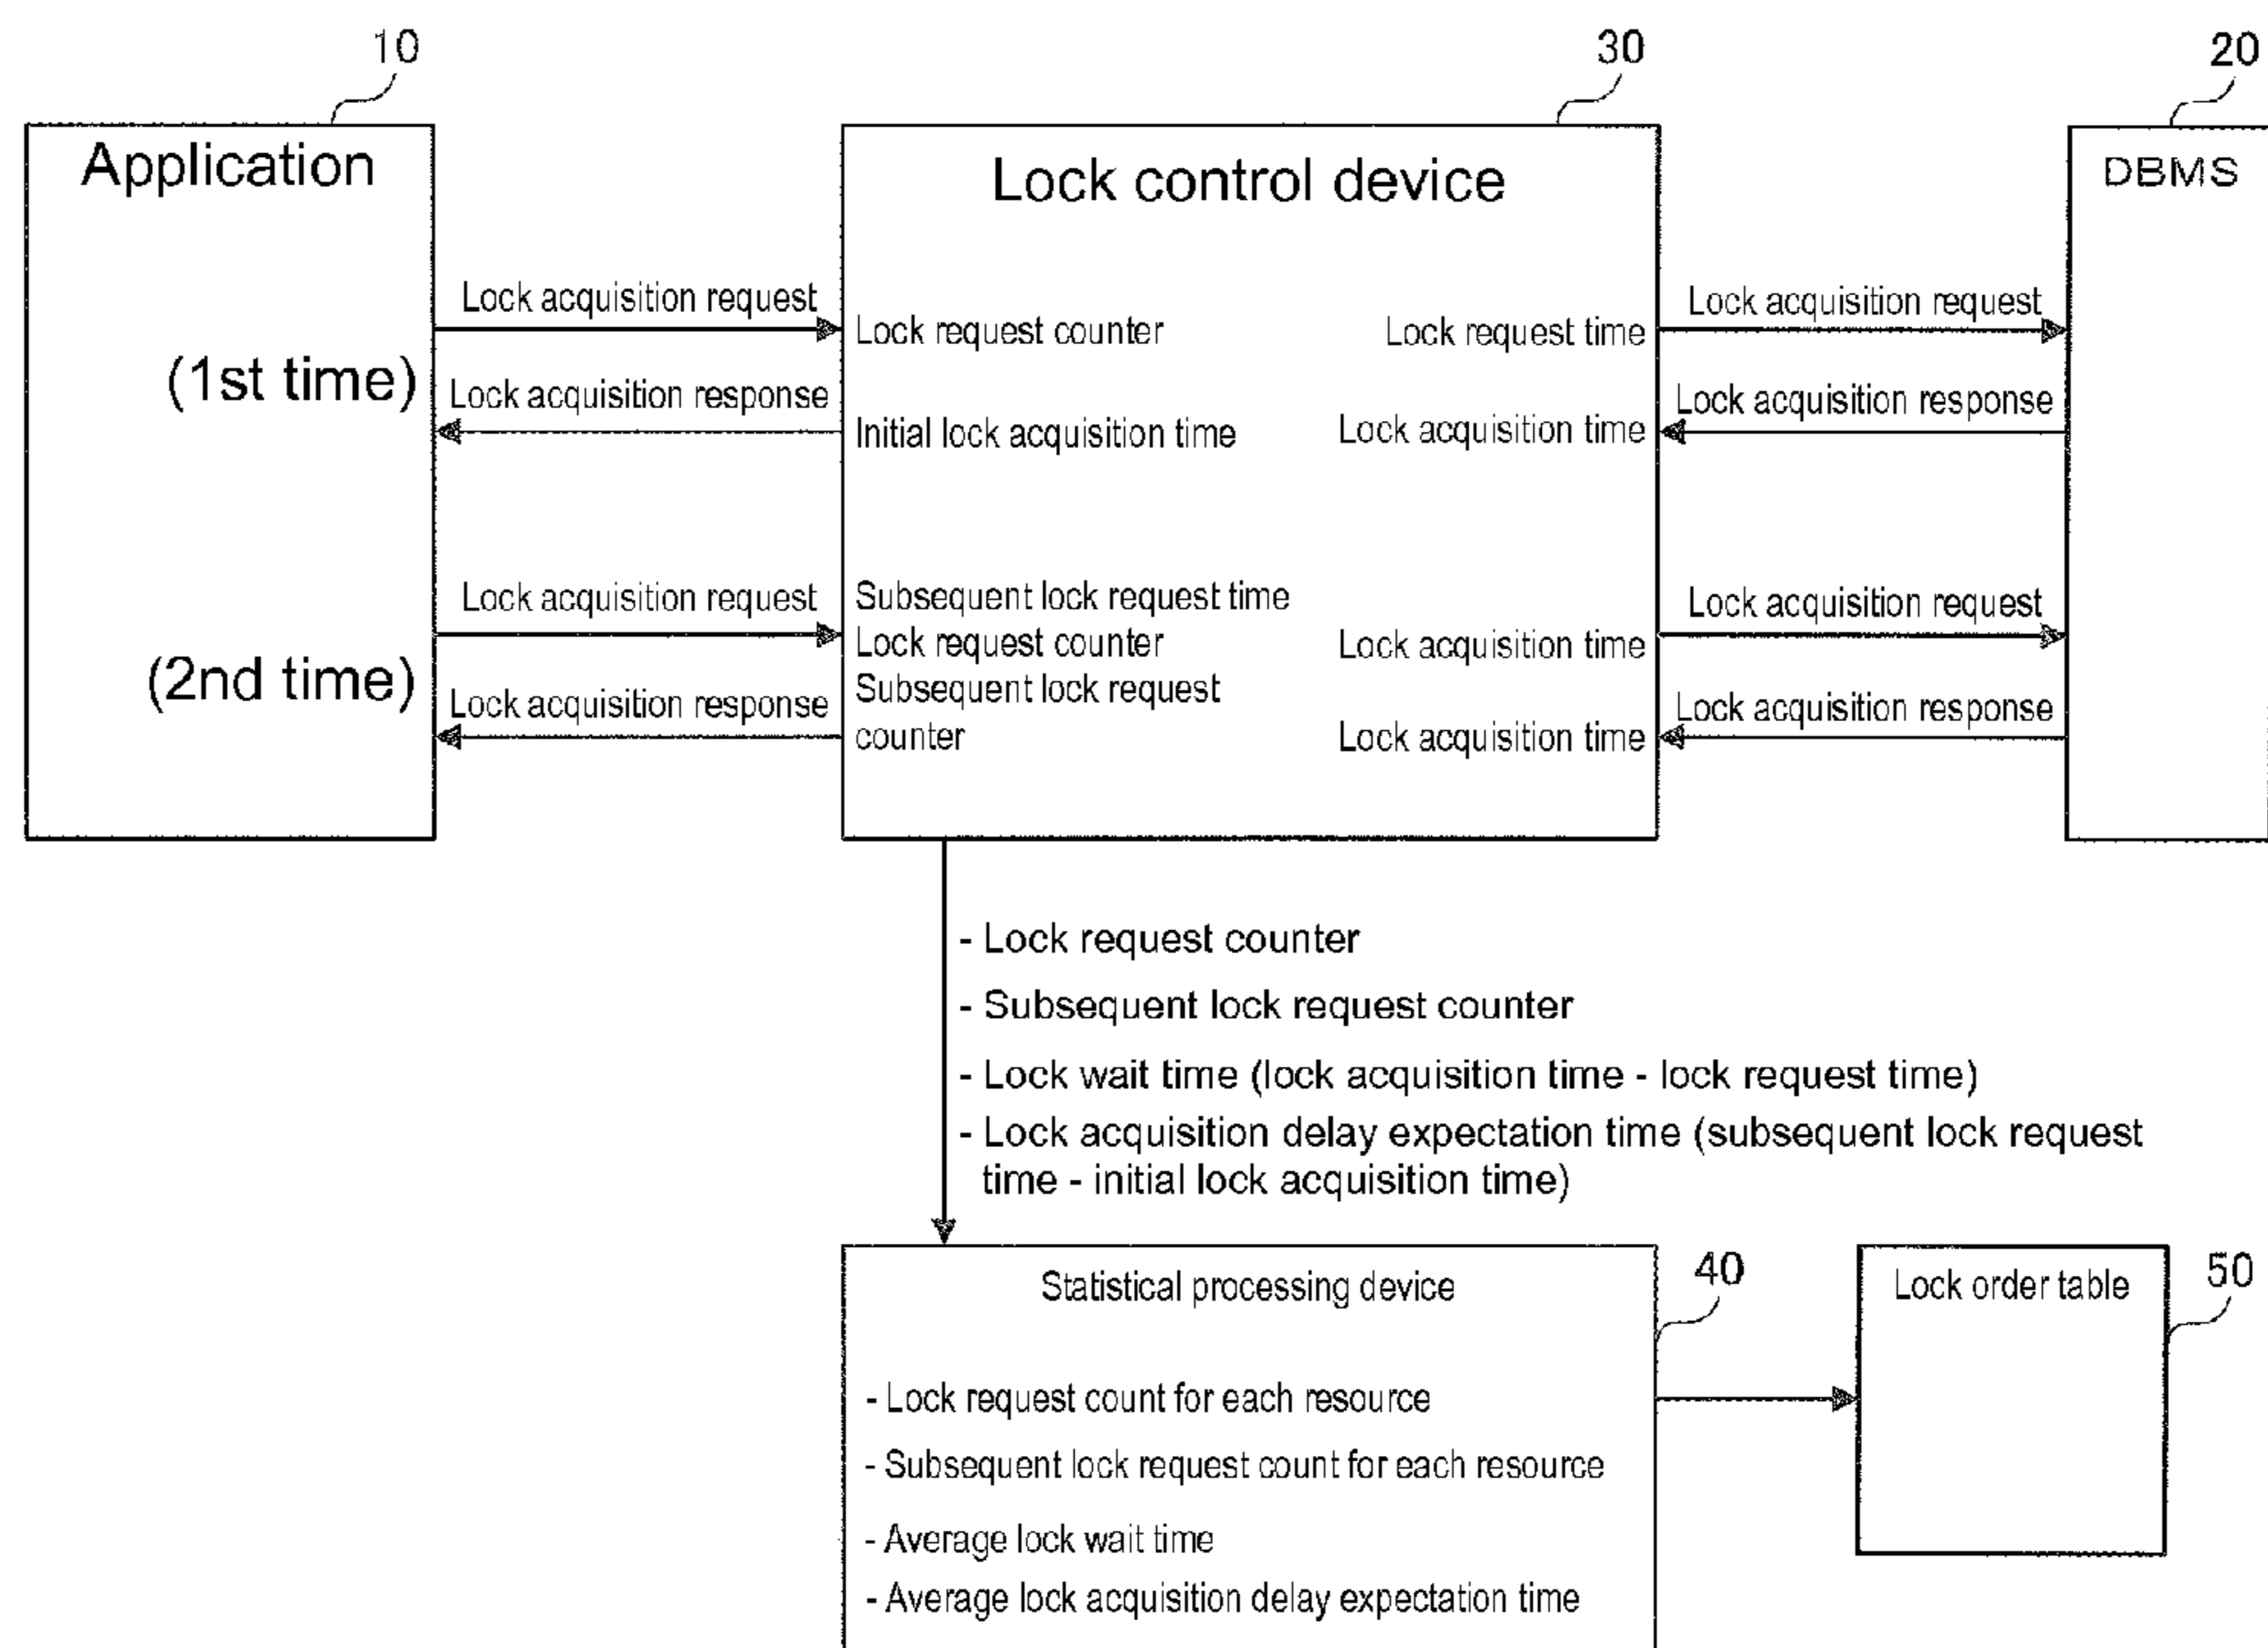 10
30
20
Application
Lock control device
DBMS
Lock acquisition request
Lock request counter
Lock request time
Lock acquisition request
(1st time)
Lock acquisition response
Initial lock acquisition time
Lock acquisition time
Lock acquisition response
Lock acquisition request
Subsequent lock request time
Lock request counter
Lock acquisition time
Lock acquisition request
(2nd time)
Lock acquisition response
Subsequent lock request
counter
Lock acquisition time
Lock acquisition response
- Lock request counter
- Subsequent lock request counter
- Lock wait time (lock acquisition time - lock request time)
- Lock acquisition delay expectation time (subsequent lock request
time - initial lock acquisition time)
Statistical processing device
40
Lock order table
50
- Lock request count for each resource
- Subsequent lock request count for each resource
- Average lock wait time
- Average lock acquisition delay expectation time